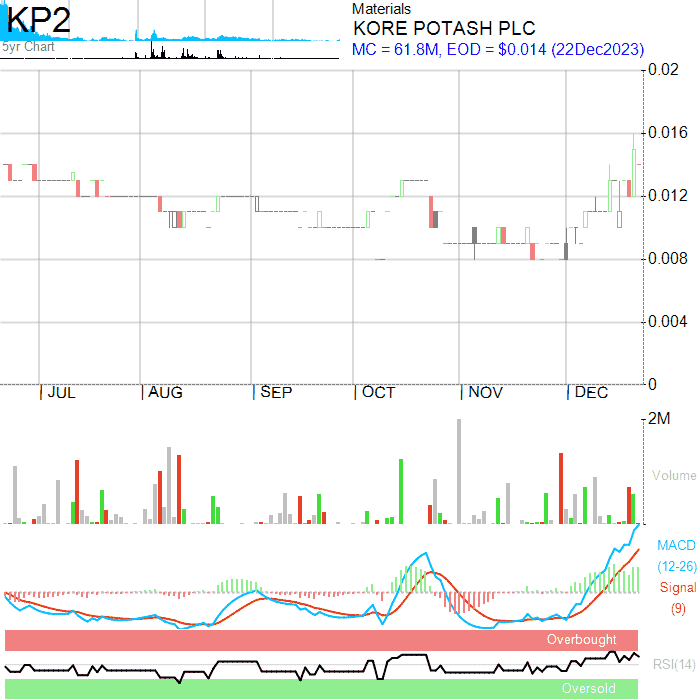 KP2
5yr Chart
Materials
KORE POTASH PLC
MC = 61.8M, EOD = $0.014 (22Dec2023)
0.02
0.016
0.012
0.008
0.004
0
JUL AUG SEP OCT NOV DEC
2M
Volume
MACD
(12-26)
Signal
(9)
Overbought
RSI(14)
Oversold